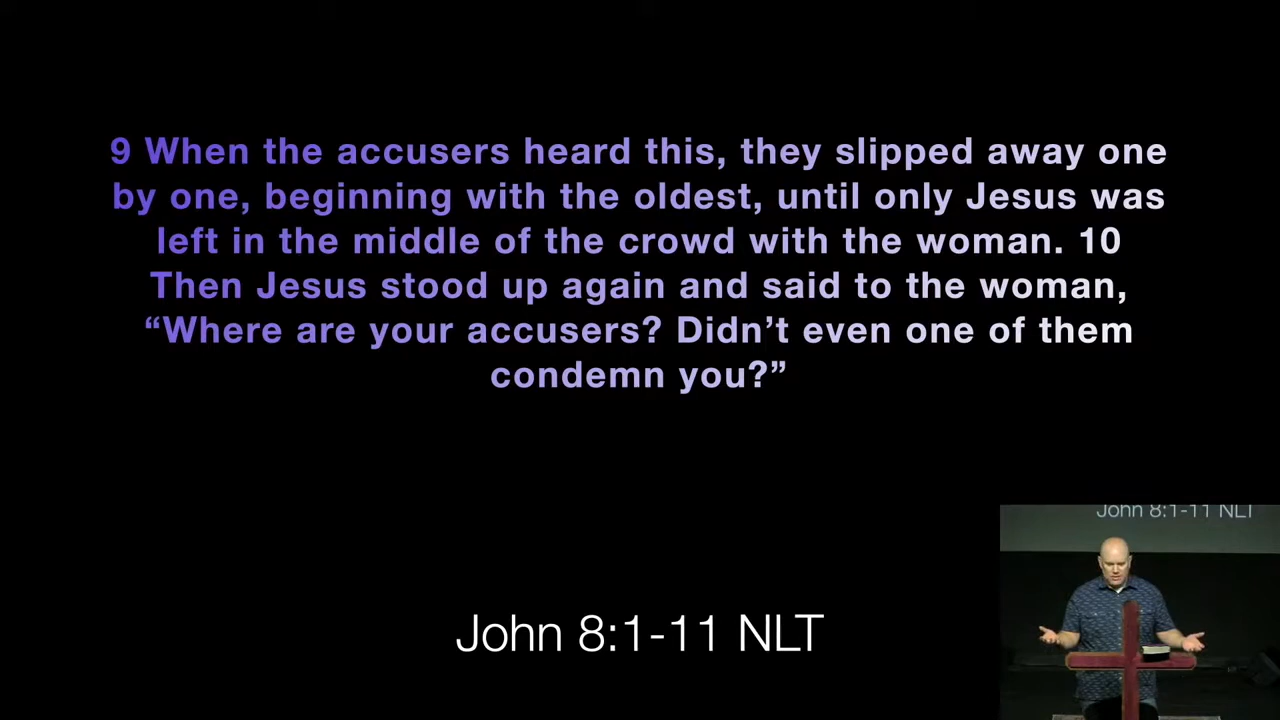 9 When the accusers heard this, they slipped away one
by one, beginning with the oldest, until only Jesus was
left in the middle of the crowd with the woman. 10
Then Jesus stood up again and said to the woman,
“Where are your accusers? Didn’t even one of them
condemn you?”
John 8:1-11 NLT
John 8:1-11 NLT